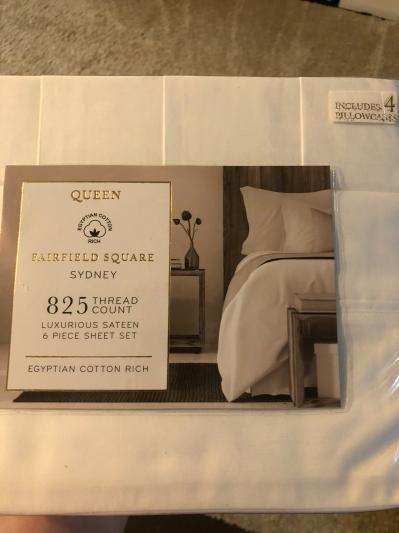 INCLUDES 4
PILLOWCASES
QUEEN
EGYPTIAN COTTON
RICH
FAIRFIELD SQUARE
SYDNEY
825 THREAD COUNT
LUXURIOUS SATEEN
6 PIECE SHEET SET
EGYPTIAN COTTON RICH